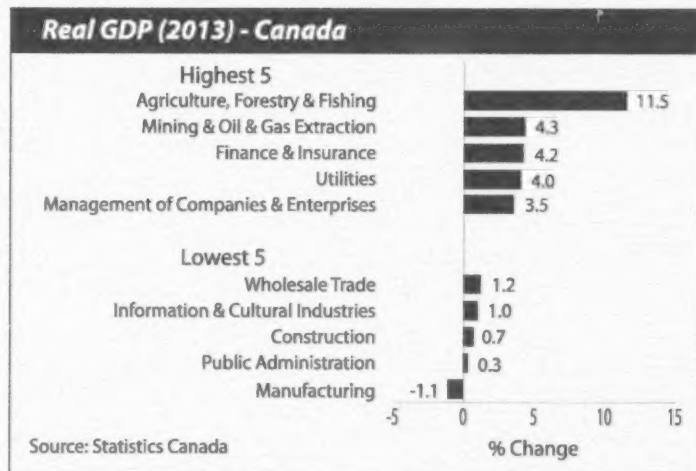 Real GDP (2013) - Canada
Highest 5
Agriculture, Forestry & Fishing 11.5
Mining & Oil & Gas Extraction 4.3
Finance & Insurance 4.2
Utilities 4.0
Management of Companies & Enterprises 3.5
Lowest 5
Wholesale Trade 1.2
Information & Cultural Industries 1.0
Construction 0.7
Public Administration 0.3
Manufacturing -1.1
-5 0 5 10 15
Source: Statistics Canada % Change